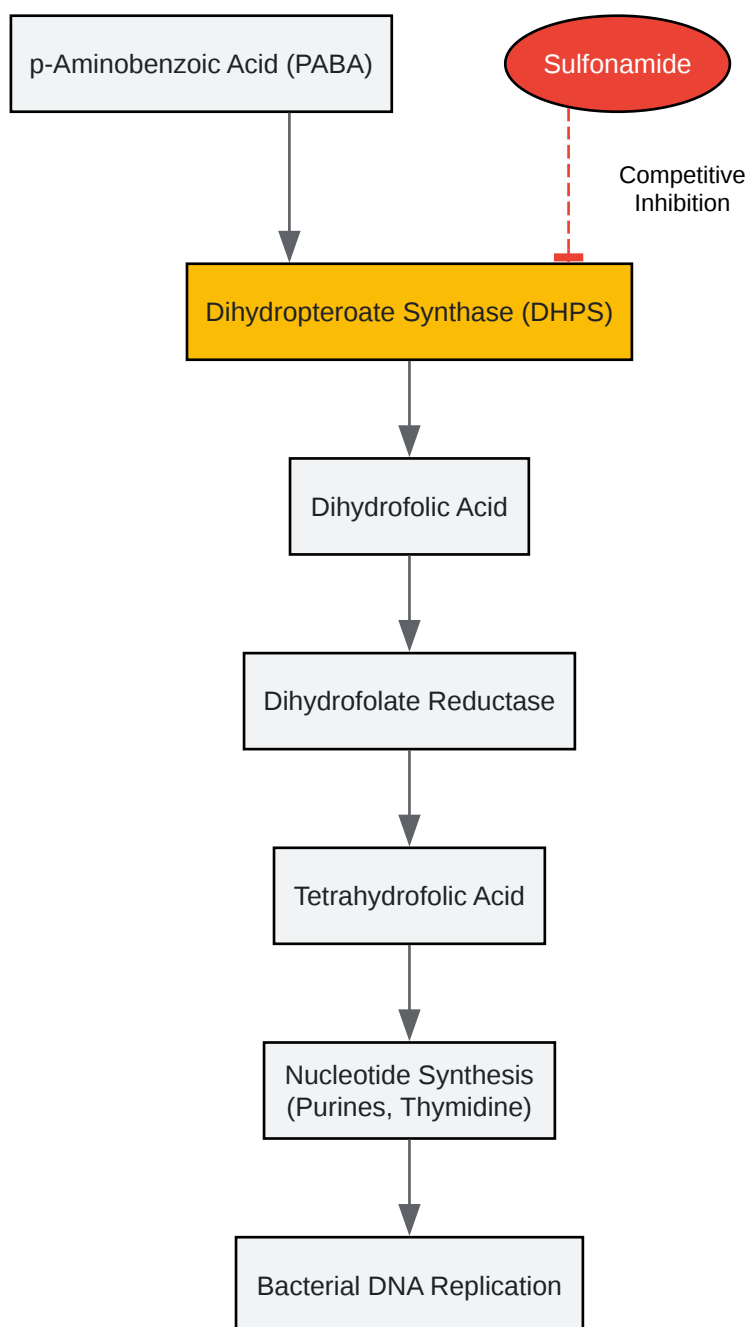 p-Aminobenzoic Acid (PABA)
Sulfonamide
Competitive
Inhibition
Dihydropteroate Synthase (DHPS)
Dihydrofolic Acid
Dihydrofolate Reductase
Tetrahydrofolic Acid
Nucleotide Synthesis
(Purines, Thymidine)
Bacterial DNA Replication